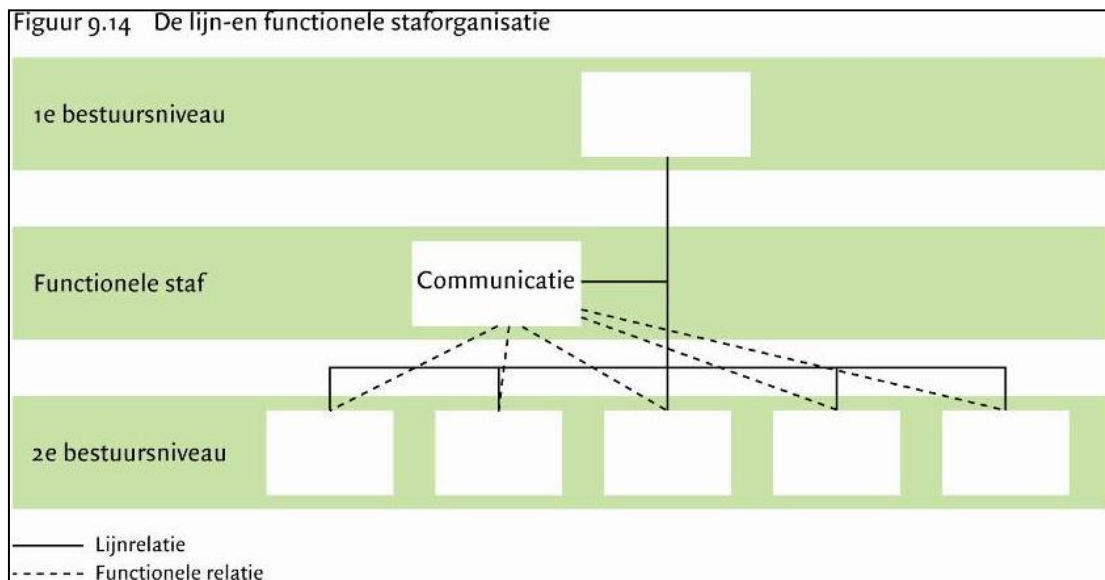 Figuur 9.14 De lijn-en functionele staforganisatie
1e bestuursniveau
Functionele staf
Communicatie
2e bestuursniveau
Lijnrelatie
Functionele relatie